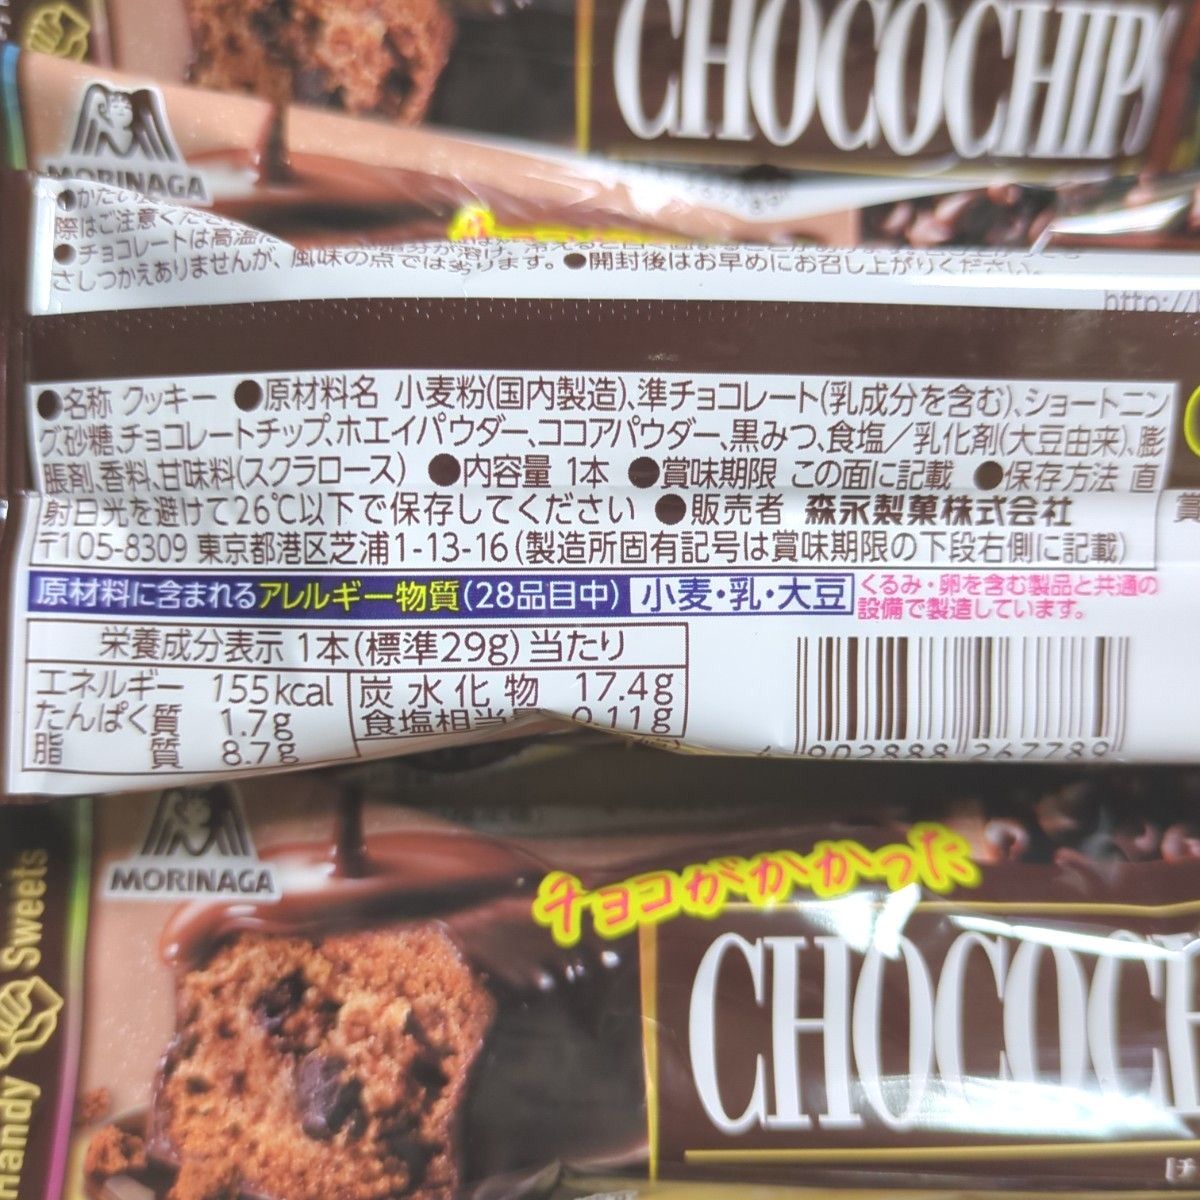 CHOCOCHIPS
MORINAGA
際はご注意くだ
●チョコレートは高温
さしつかえありませんが、風味の点では劣ります。●開封後はお早めにお召し上がりください。
http://
●名称 クッキー ●原材料名 小麦粉(国内製造)、準チョコレート(乳成分を含む)、ショートニン
グ、砂糖、チョコレートチップ、ホエイパウダー、ココアパウダー、黒みつ、食塩／乳化剤(大豆由来)、膨
脹剤、香料、甘味料(スクラロース) ●内容量 1本 ●賞味期限 この面に記載 ●保存方法 直
射日光を避けて26℃以下で保存してください ●販売者 森永製菓株式会社
〒105-8309 東京都港区芝浦1-13-16(製造所固有記号は賞味期限の下段右側に記載)
賞
原材料に含まれるアレルギー物質(28品目中) 小麦・乳・大豆
くるみ・卵を含む製品と共通の
設備で製造しています。
栄養成分表示 1本(標準29g)当たり
エネルギー 155kcal
たんぱく質 1.7g
脂質 8.7g
炭水化物 17.4g
食塩相当 0.11g
4 902888 267789
MORINAGA
チョコがかかった
CHOCOCH
Handy Sweets